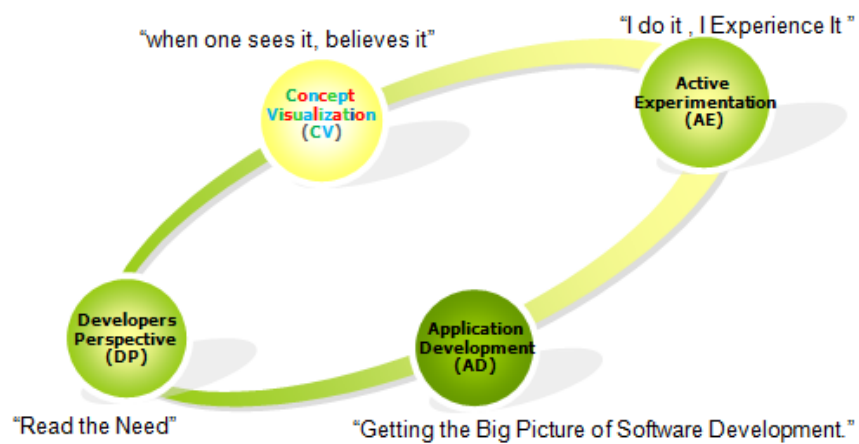 “I do it , I Experience It ”
“when one sees it, believes it”
Concept
Visualization
(CV)
Active
Experimentation
(AE)
Developers
Perspective
(DP)
Application
Development
(AD)
“Read the Need”
“Getting the Big Picture of Software Development.”